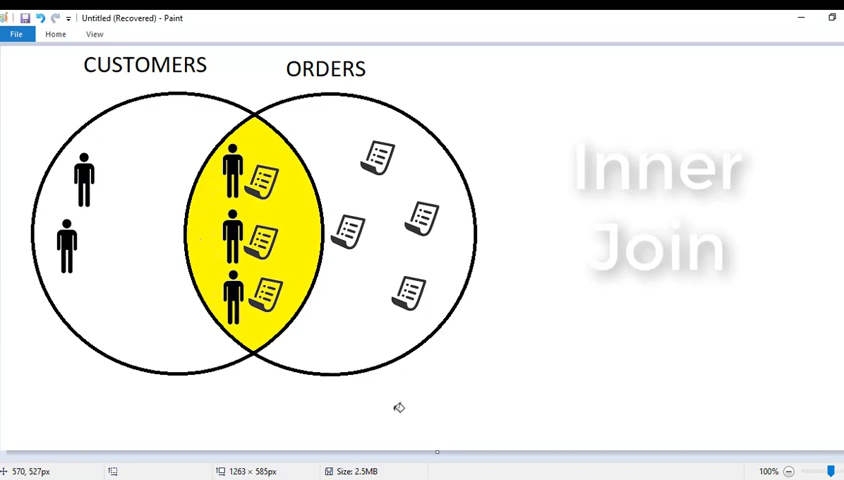 Untitled (Recovered) - Paint
File Home View
CUSTOMERS ORDERS
Inner
Join
570, 527px 1263 × 585px Size: 2.5MB 100%